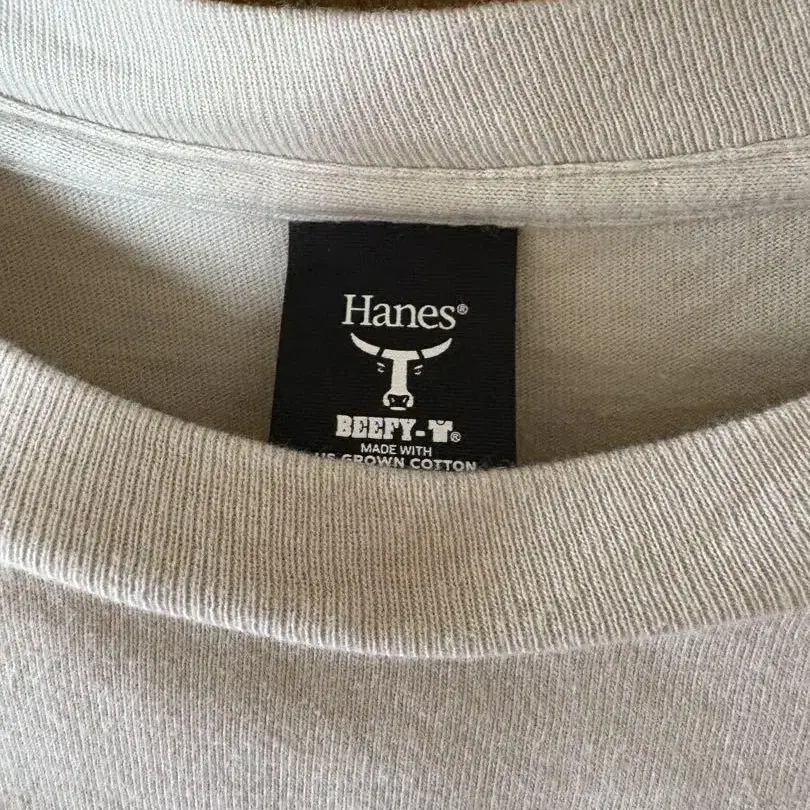 Hanes®
BEEFY-T®
MADE WITH
US GROWN COTTON